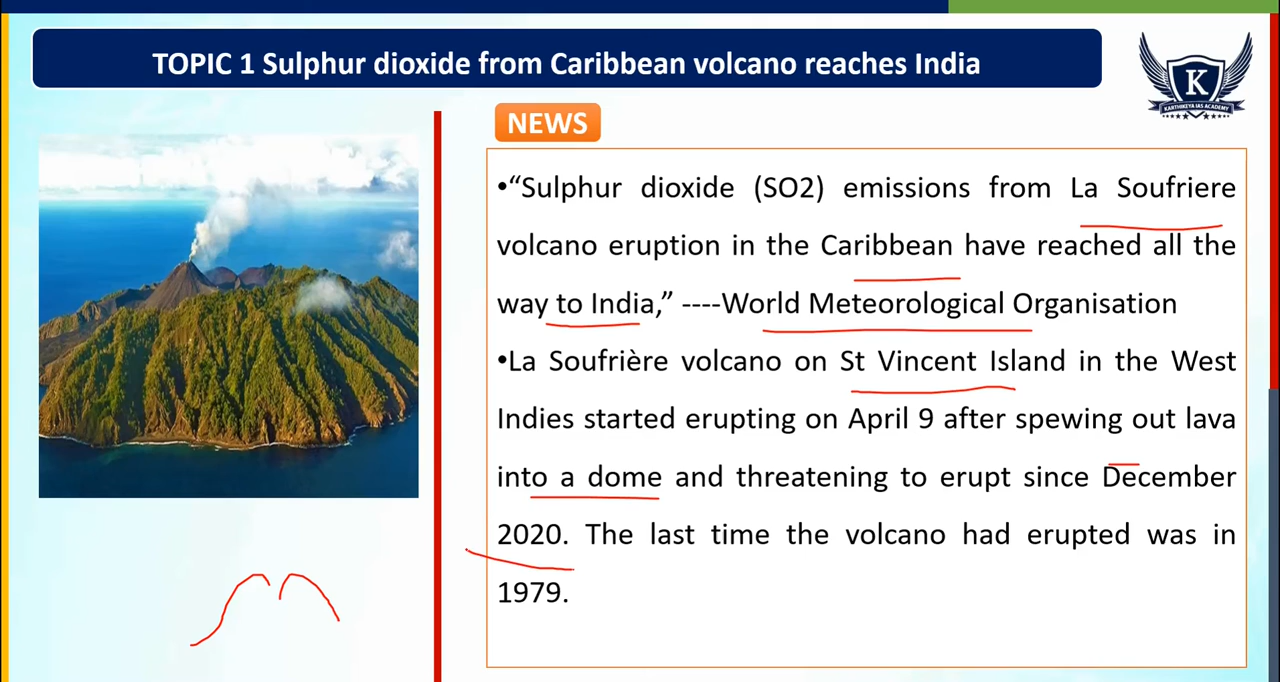 TOPIC 1 Sulphur dioxide from Caribbean volcano reaches India
K
KARTHIKEYA IAS ACADEMY
NEWS
•“Sulphur dioxide (SO2) emissions from La Soufriere
volcano eruption in the Caribbean have reached all the
way to India,” ----World Meteorological Organisation
•La Soufrière volcano on St Vincent Island in the West
Indies started erupting on April 9 after spewing out lava
into a dome and threatening to erupt since December
2020. The last time the volcano had erupted was in
1979.